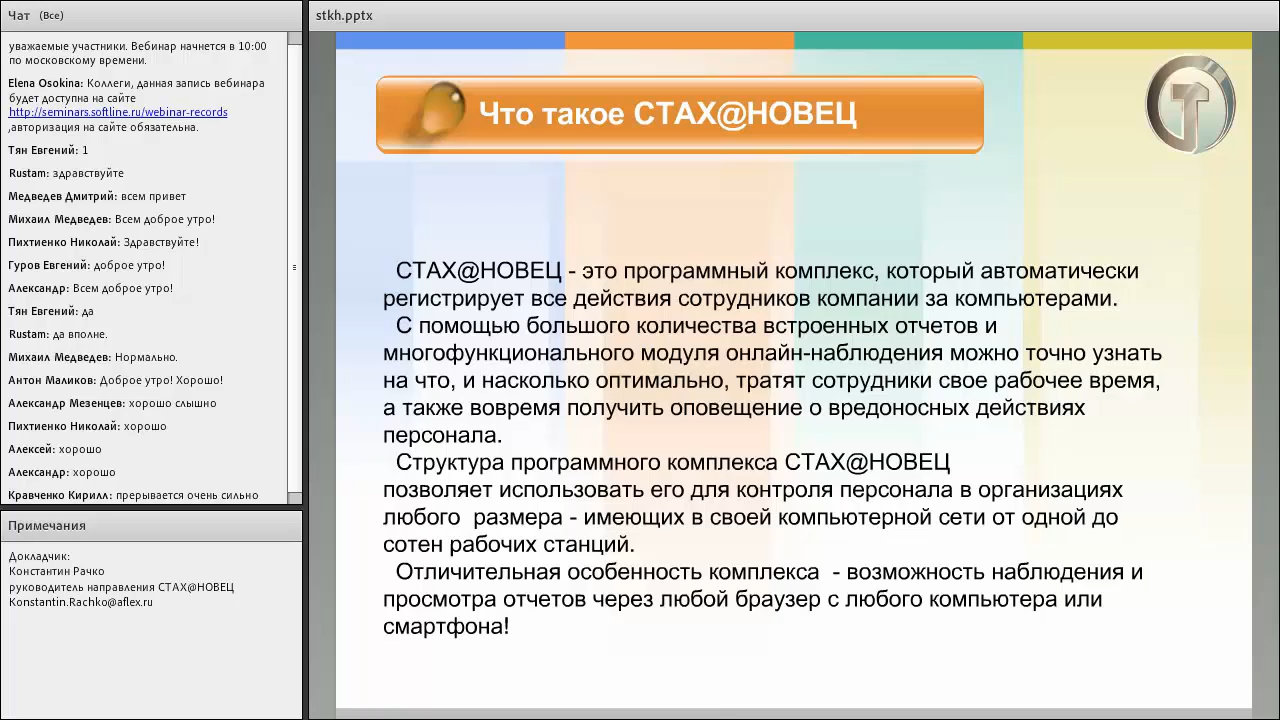 Чат (Все)
уважаемые участники. Вебинар начнется в 10:00
по московскому времени.
Elena Osokina: Коллеги, данная запись вебинара
будет доступна на сайте
http://seminars.softline.ru/webinar-records
,авторизация на сайте обязательна.
Тян Евгений: 1
Rustam: здравствуйте
Медведев Дмитрий: всем привет
Михаил Медведев: Всем доброе утро!
Пихтиенко Николай: Здравствуйте!
Гуров Евгений: доброе утро!
Александр: Всем доброе утро!
Тян Евгений: да
Rustam: да вполне.
Михаил Медведев: Нормально.
Антон Маликов: Доброе утро! Хорошо!
Александр Мезенцев: хорошо слышно
Пихтиенко Николай: хорошо
Алексей: хорошо
Александр: хорошо
Кравченко Кирилл: прерывается очень сильно
Примечания
Докладчик:
Константин Рачко
руководитель направления СТАХ@НОВЕЦ
Konstantin.Rachko@aflex.ru
stkh.pptx
Что такое СТАХ@НОВЕЦ
СТАХ@НОВЕЦ - это программный комплекс, который автоматически
регистрирует все действия сотрудников компании за компьютерами.
С помощью большого количества встроенных отчетов и
многофункционального модуля онлайн-наблюдения можно точно узнать
на что, и насколько оптимально, тратят сотрудники свое рабочее время,
а также вовремя получить оповещение о вредоносных действиях
персонала.
Структура программного комплекса СТАХ@НОВЕЦ
позволяет использовать его для контроля персонала в организациях
любого размера - имеющих в своей компьютерной сети от одной до
сотен рабочих станций.
Отличительная особенность комплекса - возможность наблюдения и
просмотра отчетов через любой браузер с любого компьютера или
смартфона!